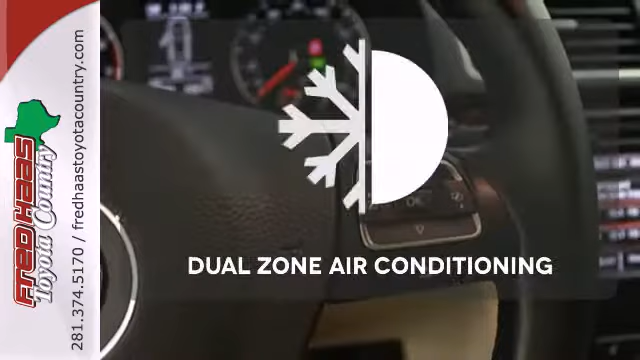 FRED HAAS
Toyota Country
281.374.5170 / fredhaastoyotacountry.com
DUAL ZONE AIR CONDITIONING
OK